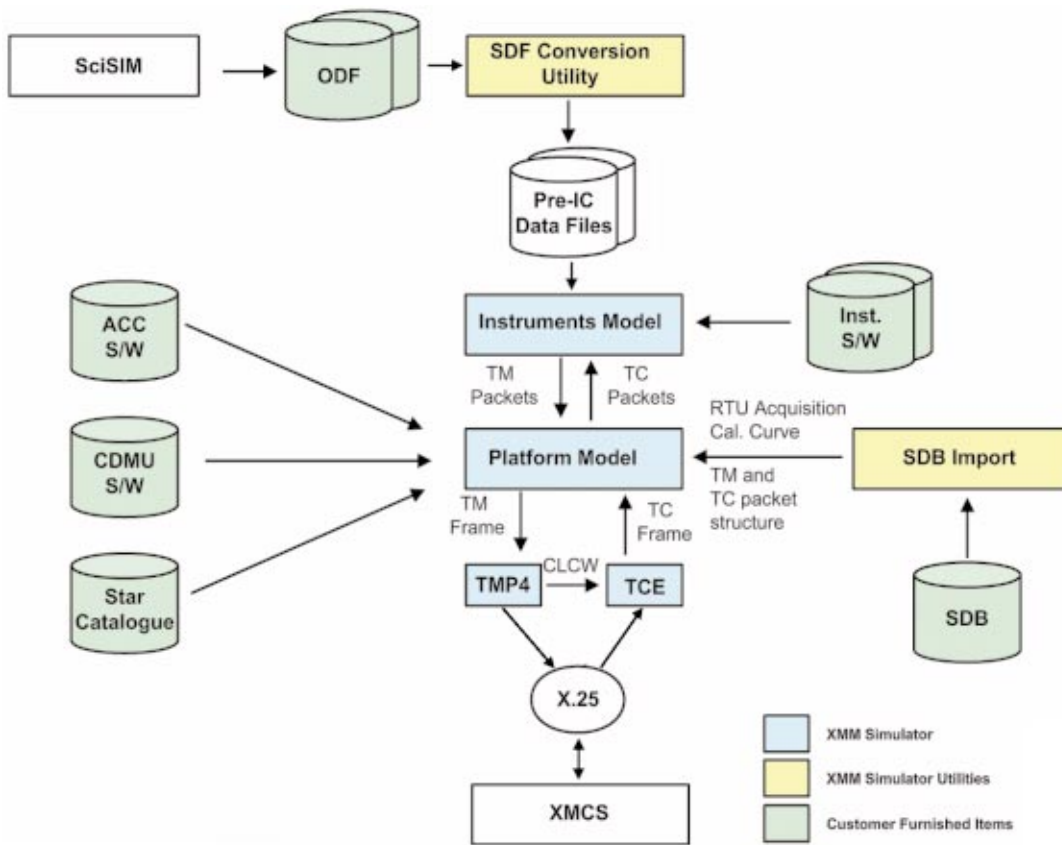 SciSIM
ODF
SDF Conversion
Utility
Pre-IC
Data Files
ACC
S/W
Instruments Model
Inst.
S/W
TM
Packets
TC
Packets
RTU Acquisition
Cal. Curve
CDMU
S/W
Platform Model
SDB Import
TM and
TC packet
structure
TM
Frame
TC
Frame
CLCW
TMP4
TCE
Star
Catalogue
SDB
X.25
XMM Simulator
XMM Simulator Utilities
XMCS
Customer Furnished Items